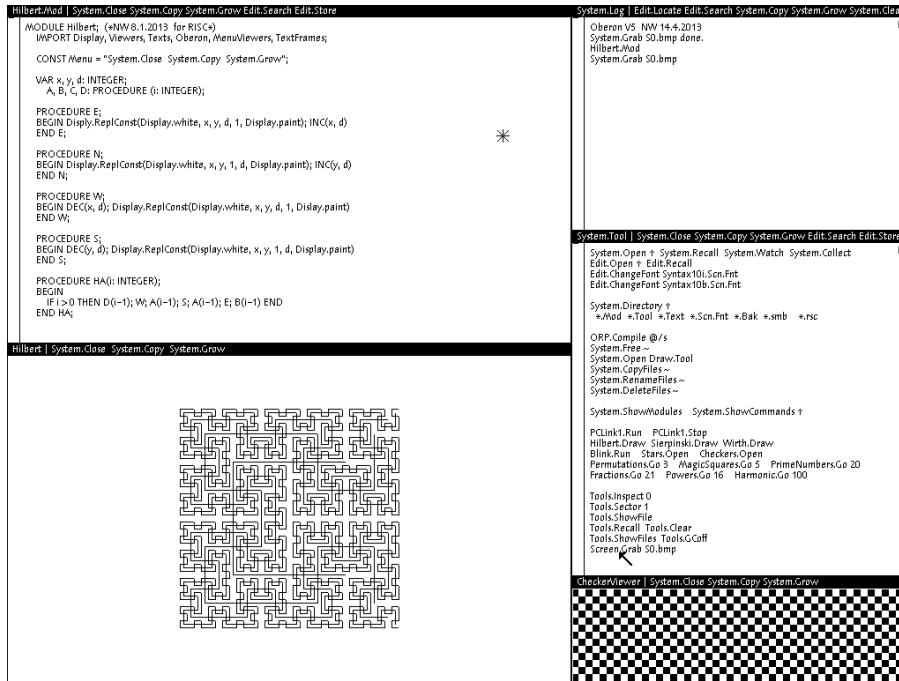 Hilbert.Mod | System.Close System.Copy System.Grow Edit.Search Edit.Store
MODULE Hilbert; (*NW 8.1.2013 for RISC*)
IMPORT Display, Viewers, Texts, Oberon, MenuViewers, TextFrames;
CONST Menu = "System.Close System.Copy System.Grow";
VAR x, y, d: INTEGER;
A, B, C, D: PROCEDURE (i: INTEGER);
PROCEDURE E;
BEGIN Disply.ReplConst(Display.white, x, y, d, 1, Display.paint); INC(x, d)
END E;
PROCEDURE N;
BEGIN Display.ReplConst(Display.white, x, y, 1, d, Display.paint); INC(y, d)
END N;
PROCEDURE W;
BEGIN DEC(x, d); Display.ReplConst(Display.white, x, y, d, 1, Dislay.paint)
END W;
PROCEDURE S;
BEGIN DEC(y, d); Display.ReplConst(Display.white, x, y, 1, d, Display.paint)
END S;
PROCEDURE HA(i: INTEGER);
BEGIN
IF i > 0 THEN D(i-1); W; A(i-1); S; A(i-1); E; B(i-1) END
END HA;
Hilbert | System.Close System.Copy System.Grow
System.Log | Edit.Locate Edit.Search System.Copy System.Grow System.Clea
Oberon V5 NW 14.4.2013
System.Grab S0.bmp done.
Hilbert.Mod
System.Grab S0.bmp
System.Tool | System.Close System.Copy System.Grow Edit.Search Edit.Store
System.Open ↑ System.Recall System.Watch System.Collect
Edit.Open ↑ Edit.Recall
Edit.ChangeFont Syntax10i.Scn.Fnt
Edit.ChangeFont Syntax10b.Scn.Fnt
System.Directory ↑
*.Mod *.Tool *.Text *.Scn.Fnt *.Bak *.smb *.rsc
ORP.Compile @/s
System.Free ~
System.Open Draw.Tool
System.CopyFiles ~
System.RenameFiles ~
System.DeleteFiles ~
System.ShowModules System.ShowCommands ↑
PCLink1.Run PCLink1.Stop
Hilbert.Draw Sierpinski.Draw Wirth.Draw
Blink.Run Stars.Open Checkers.Open
Permutations.Go 3 MagicSquares.Go 5 PrimeNumbers.Go 20
Fractions.Go 21 Powers.Go 16 Harmonic.Go 100
Tools.Inspect 0
Tools.Sector 1
Tools.ShowFile
Tools.Recall Tools.Clear
Tools.ShowFiles Tools.GCoff
Screen.Grab S0.bmp
CheckerViewer | System.Close System.Copy System.Grow